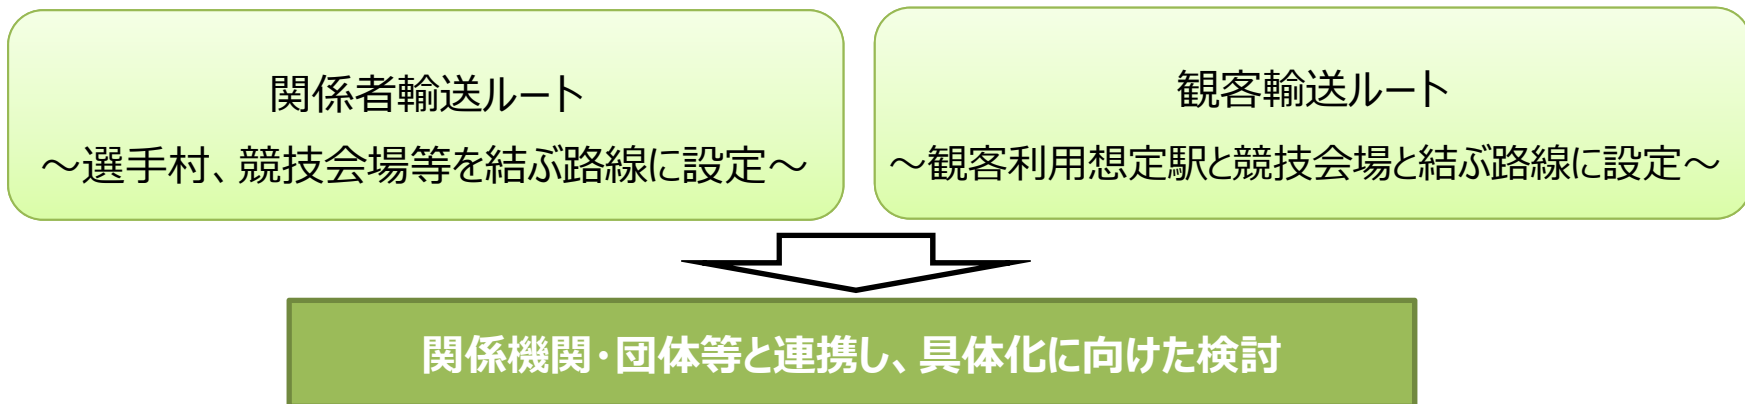 関係者輸送ルート
～選手村、競技会場等を結ぶ路線に設定～
観客輸送ルート
～観客利用想定駅と競技会場と結ぶ路線に設定～
関係機関・団体等と連携し、具体化に向けた検討